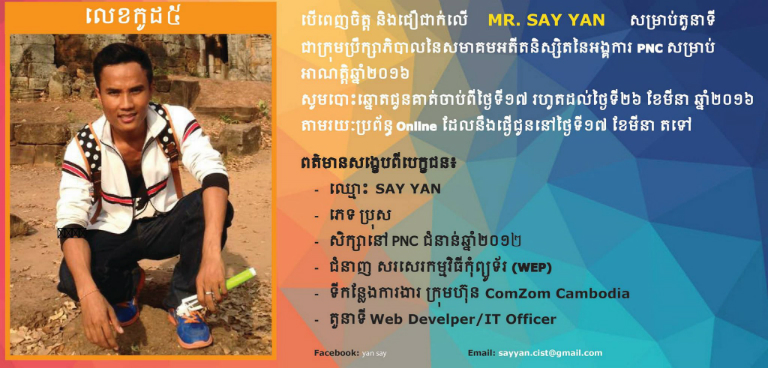 លេខកូដ៥
បើពេញចិត្ត និងជឿជាក់លើ MR. SAY YAN សម្រាប់តួនាទី
ជាក្រុមប្រឹក្សាភិបាលនៃសមាគមអតីតនិស្សិតនៃអង្គការ PNC សម្រាប់
អាណត្តិឆ្នាំ២០១៦
សូមបោះឆ្នោតជូនគាត់ចាប់ពីថ្ងៃទី១៧ រហូតដល់ថ្ងៃទី២៦ ខែមីនា ឆ្នាំ២០១៦
តាមរយៈប្រព័ន្ធ Online ដែលនឹងផ្ញើជូននៅថ្ងៃទី១៧ ខែមីនា តទៅ
ពត៌មានសង្ខេបពីបេក្ខជន៖
- ឈ្មោះ SAY YAN
- ភេទ ប្រុស
- សិក្សានៅ PNC ជំនាន់ឆ្នាំ២០១២
- ជំនាញ សរសេរកម្មវិធីកុំព្យូទ័រ (WEP)
- ទីកន្លែងការងារ ក្រុមហ៊ុន ComZom Cambodia
- តួនាទី Web Develper/IT Officer
Facebook: yan say Email: sayyan.cist@gmail.com